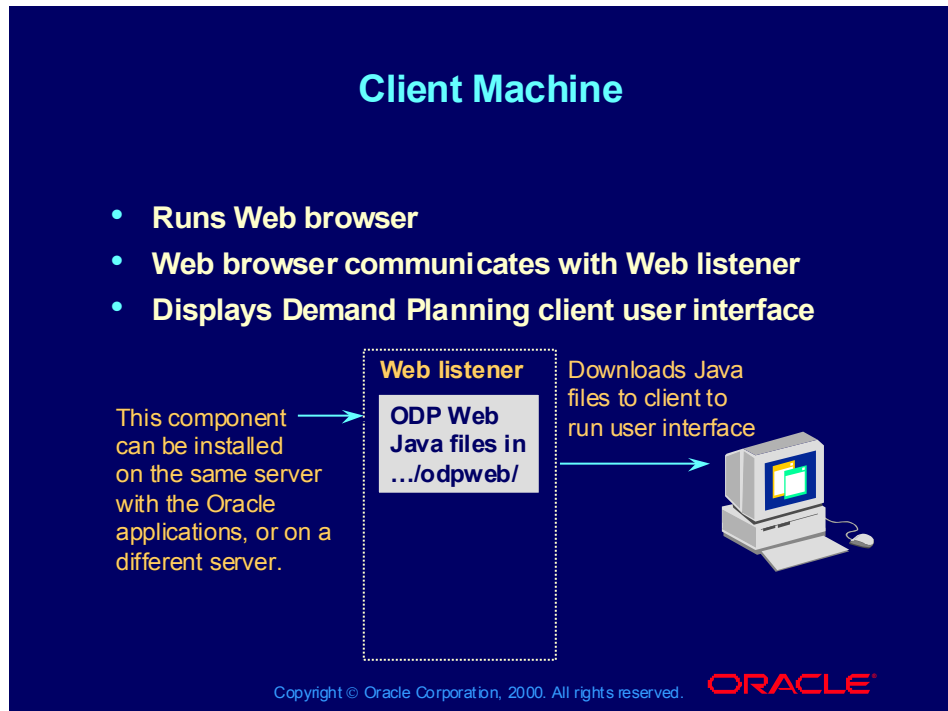 Client Machine
• Runs Web browser
• Web browser communicates with Web listener
• Displays Demand Planning client user interface
This component
can be installed
on the same server
with the Oracle
applications, or on a
different server.
Web listener
ODP Web
Java files in
…/odpweb/
Downloads Java
files to client to
run user interface
Copyright © Oracle Corporation, 2000. All rights reserved.
ORACLE®